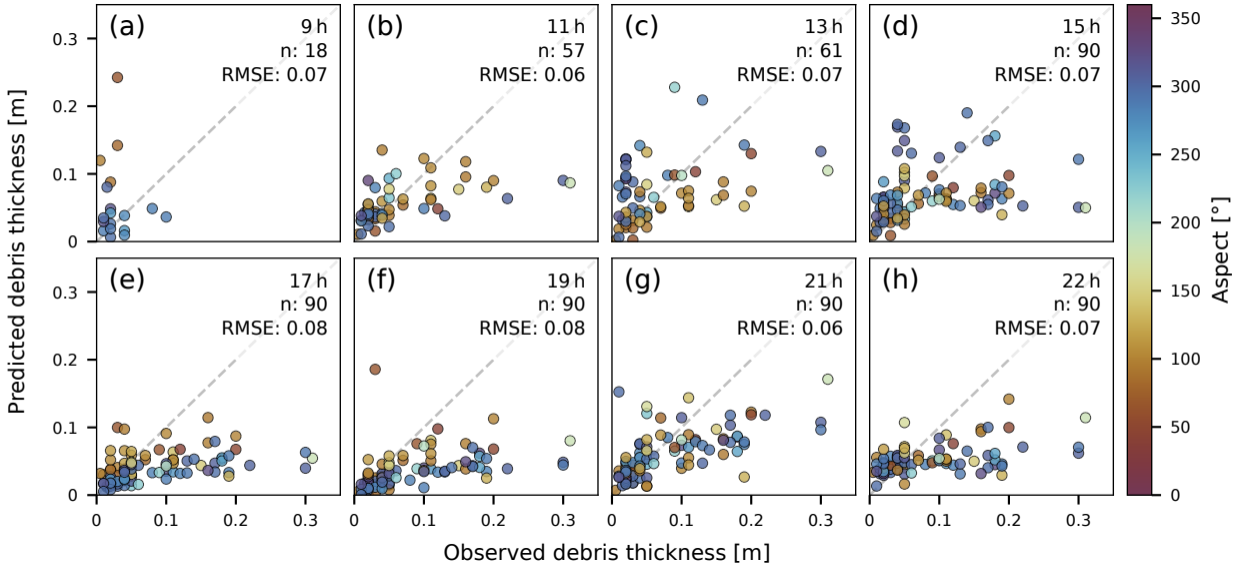 (a)
9 h
n: 18
RMSE: 0.07
(b)
11 h
n: 57
RMSE: 0.06
(c)
13 h
n: 61
RMSE: 0.07
(d)
15 h
n: 90
RMSE: 0.07
(e)
17 h
n: 90
RMSE: 0.08
(f)
19 h
n: 90
RMSE: 0.08
(g)
21 h
n: 90
RMSE: 0.06
(h)
22 h
n: 90
RMSE: 0.07
Predicted debris thickness [m]
0.3
0.2
0.1
0
0.3
0.2
0.1
0
0 0.1 0.2 0.3
0 0.1 0.2 0.3
0 0.1 0.2 0.3
0 0.1 0.2 0.3
Observed debris thickness [m]
350
300
250
200
150
100
50
0
Aspect [°]